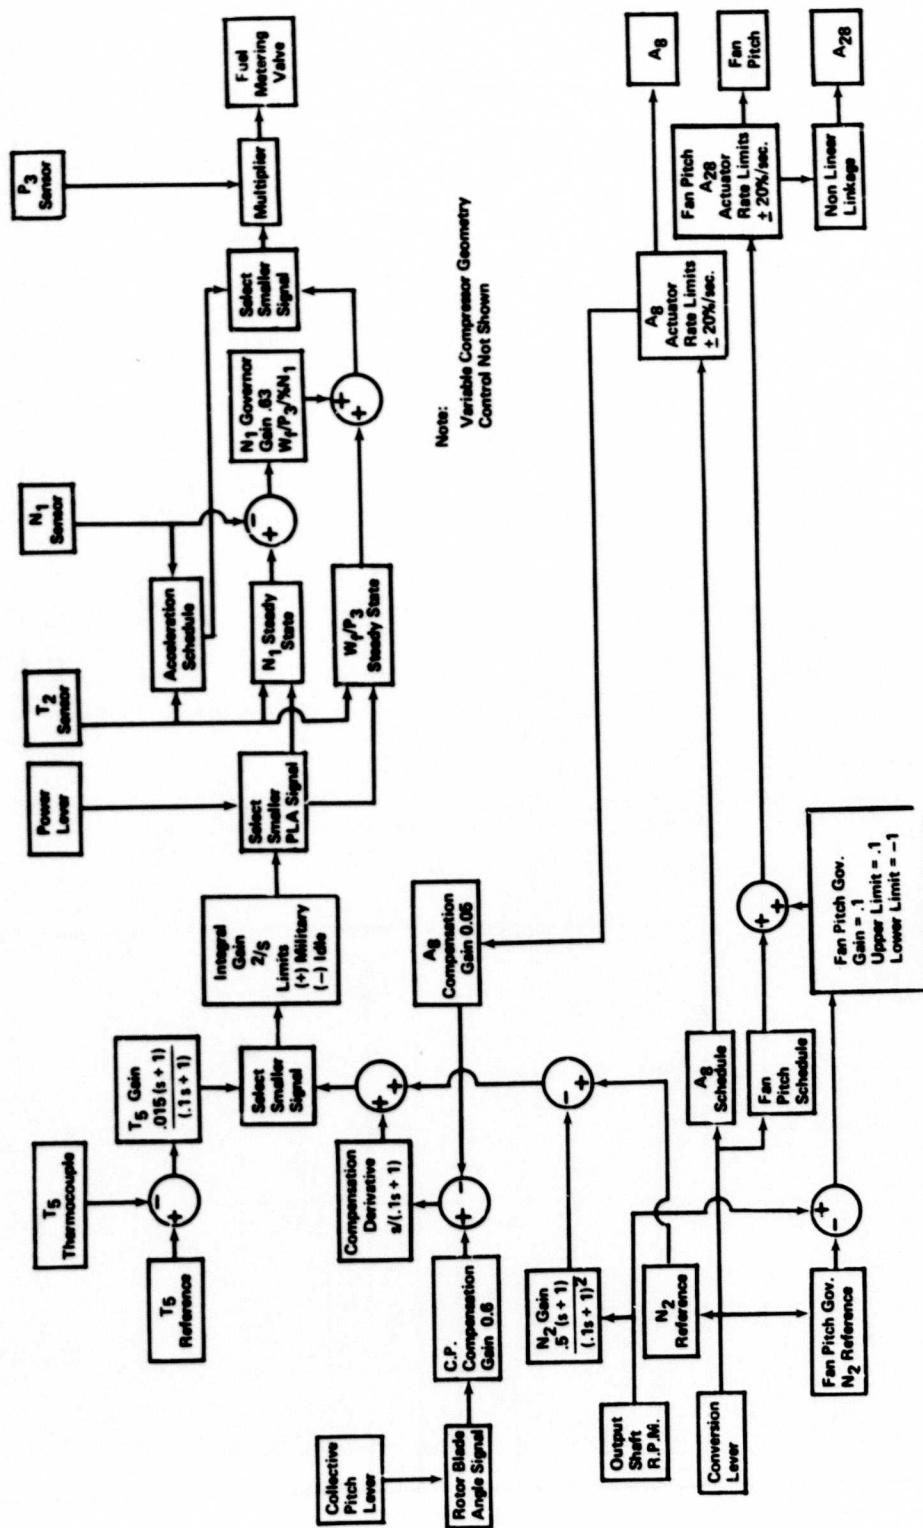 P3
Sensor
Fuel
Metering
Valve
Multiplier
Select
Smaller
Signal
N1 Governor
Gain .63
Wf/P3/%N1
+
+
N1
Sensor
-
+
Acceleration
Schedule
N1 Steady
State
Wf/P3
Steady State
T2
Sensor
Power
Lever
Select
Smaller
PLA Signal
Integral
Gain
2/S
Limits
(+) Military
(-) Idle
T5 Gain
.015 (s + 1)
(.1 s + 1)
Select
Smaller
Signal
T5
Thermocouple
-
+
T5
Reference
+
+
Compensation
Derivative
s/(.1s + 1)
A8
Compensation
Gain 0.05
-
+
C.P.
Compensation
Gain 0.6
Collective
Pitch
Lever
Rotor Blade
Angle Signal
-
+
N2 Gain
.5 (s + 1)
(.1s + 1)2
N2
Reference
Output
Shaft
R.P.M.
Conversion
Lever
A8
Schedule
Fan
Pitch
Schedule
Fan Pitch Gov.
N2 Reference
+
-
+
+
Fan Pitch Gov.
Gain = .1
Upper Limit = .1
Lower Limit = -1
Note:
Variable Compressor Geometry
Control Not Shown
A8
Actuator
Rate Limits
± 20%/sec.
Fan Pitch
A28
Actuator
Rate Limits
± 20%/sec.
Non Linear
Linkage
A8
Fan
Pitch
A28